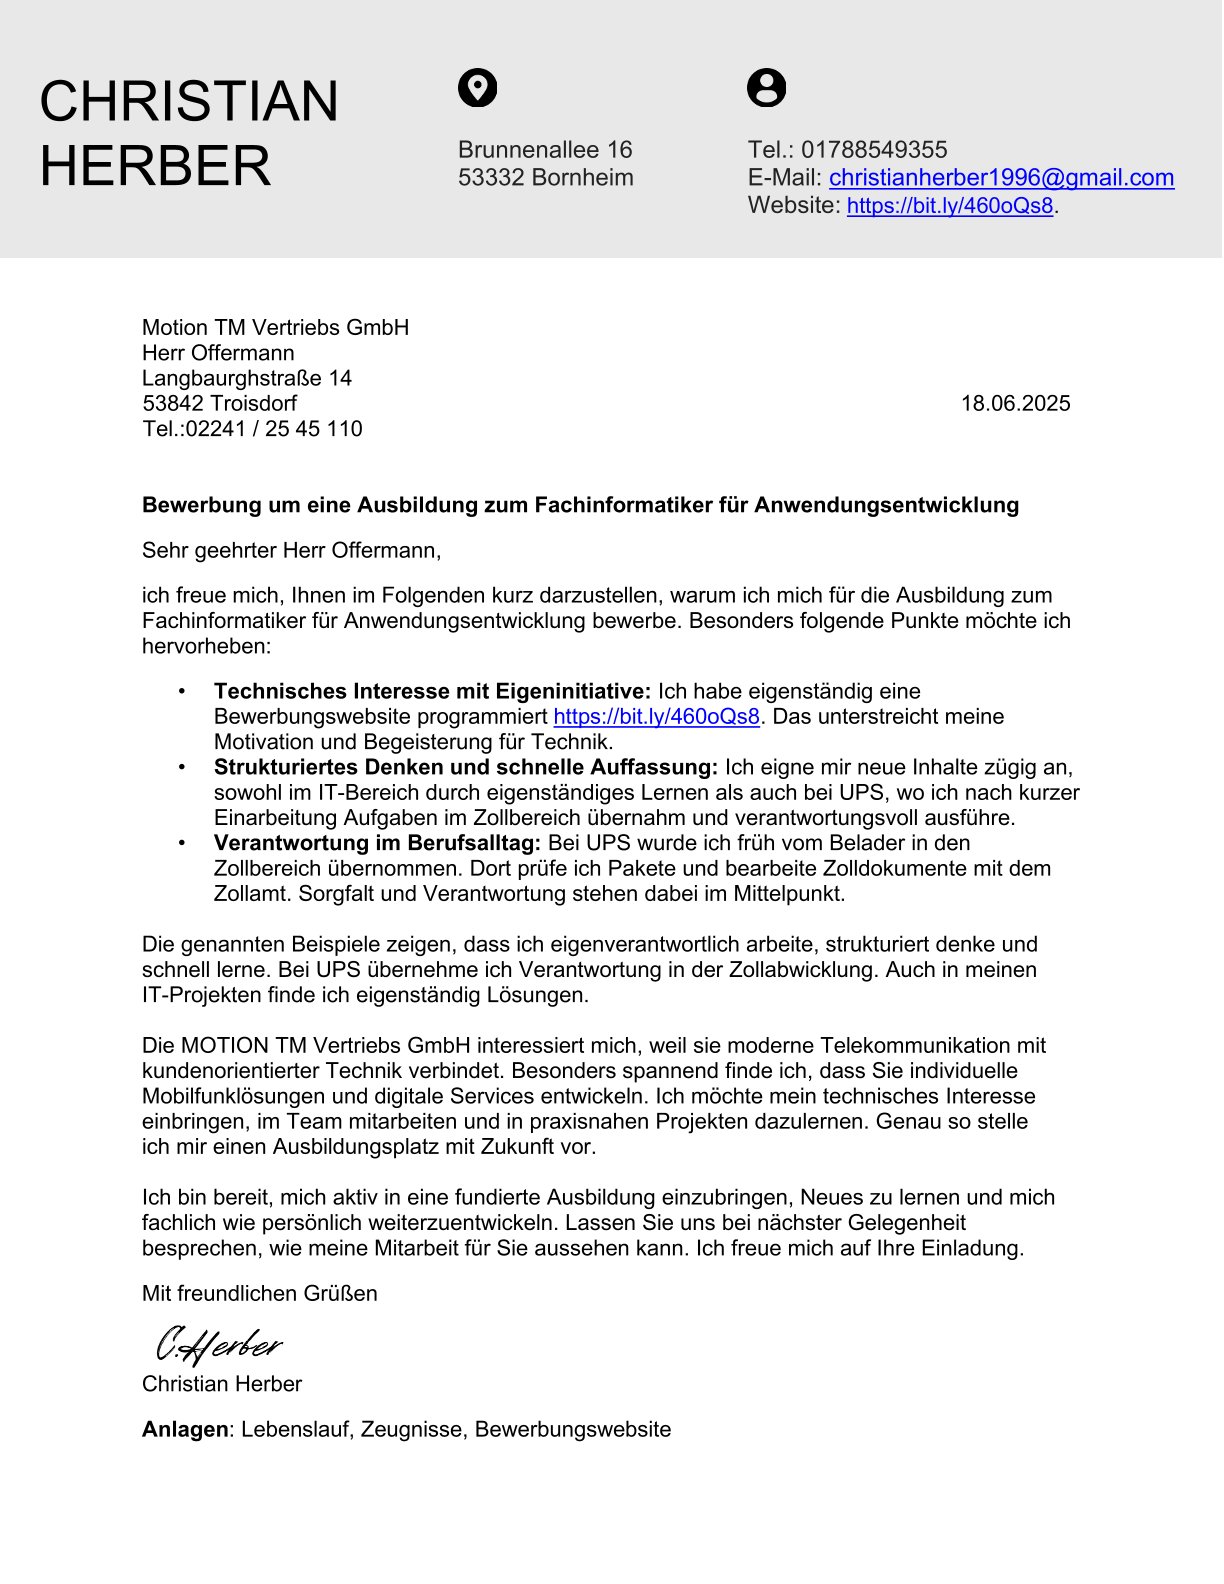 CHRISTIAN
HERBER
Brunnenallee 16
53332 Bornheim
Tel.: 01788549355
E-Mail: christianherber1996@gmail.com
Website: https://bit.ly/460oQs8.
Motion TM Vertriebs GmbH
Herr Offermann
Langbaurghstraße 14
53842 Troisdorf
18.06.2025
Tel.:02241 / 25 45 110
Bewerbung um eine Ausbildung zum Fachinformatiker für Anwendungsentwicklung
Sehr geehrter Herr Offermann,
ich freue mich, Ihnen im Folgenden kurz darzustellen, warum ich mich für die Ausbildung zum
Fachinformatiker für Anwendungsentwicklung bewerbe. Besonders folgende Punkte möchte ich
hervorheben:
• Technisches Interesse mit Eigeninitiative: Ich habe eigenständig eine
Bewerbungswebsite programmiert https://bit.ly/460oQs8. Das unterstreicht meine
Motivation und Begeisterung für Technik.
• Strukturiertes Denken und schnelle Auffassung: Ich eigne mir neue Inhalte zügig an,
sowohl im IT-Bereich durch eigenständiges Lernen als auch bei UPS, wo ich nach kurzer
Einarbeitung Aufgaben im Zollbereich übernahm und verantwortungsvoll ausführe.
• Verantwortung im Berufsalltag: Bei UPS wurde ich früh vom Belader in den
Zollbereich übernommen. Dort prüfe ich Pakete und bearbeite Zolldokumente mit dem
Zollamt. Sorgfalt und Verantwortung stehen dabei im Mittelpunkt.
Die genannten Beispiele zeigen, dass ich eigenverantwortlich arbeite, strukturiert denke und
schnell lerne. Bei UPS übernehme ich Verantwortung in der Zollabwicklung. Auch in meinen
IT-Projekten finde ich eigenständig Lösungen.
Die MOTION TM Vertriebs GmbH interessiert mich, weil sie moderne Telekommunikation mit
kundenorientierter Technik verbindet. Besonders spannend finde ich, dass Sie individuelle
Mobilfunklösungen und digitale Services entwickeln. Ich möchte mein technisches Interesse
einbringen, im Team mitarbeiten und in praxisnahen Projekten dazulernen. Genau so stelle
ich mir einen Ausbildungsplatz mit Zukunft vor.
Ich bin bereit, mich aktiv in eine fundierte Ausbildung einzubringen, Neues zu lernen und mich
fachlich wie persönlich weiterzuentwickeln. Lassen Sie uns bei nächster Gelegenheit
besprechen, wie meine Mitarbeit für Sie aussehen kann. Ich freue mich auf Ihre Einladung.
Mit freundlichen Grüßen
C.Herber
Christian Herber
Anlagen: Lebenslauf, Zeugnisse, Bewerbungswebsite